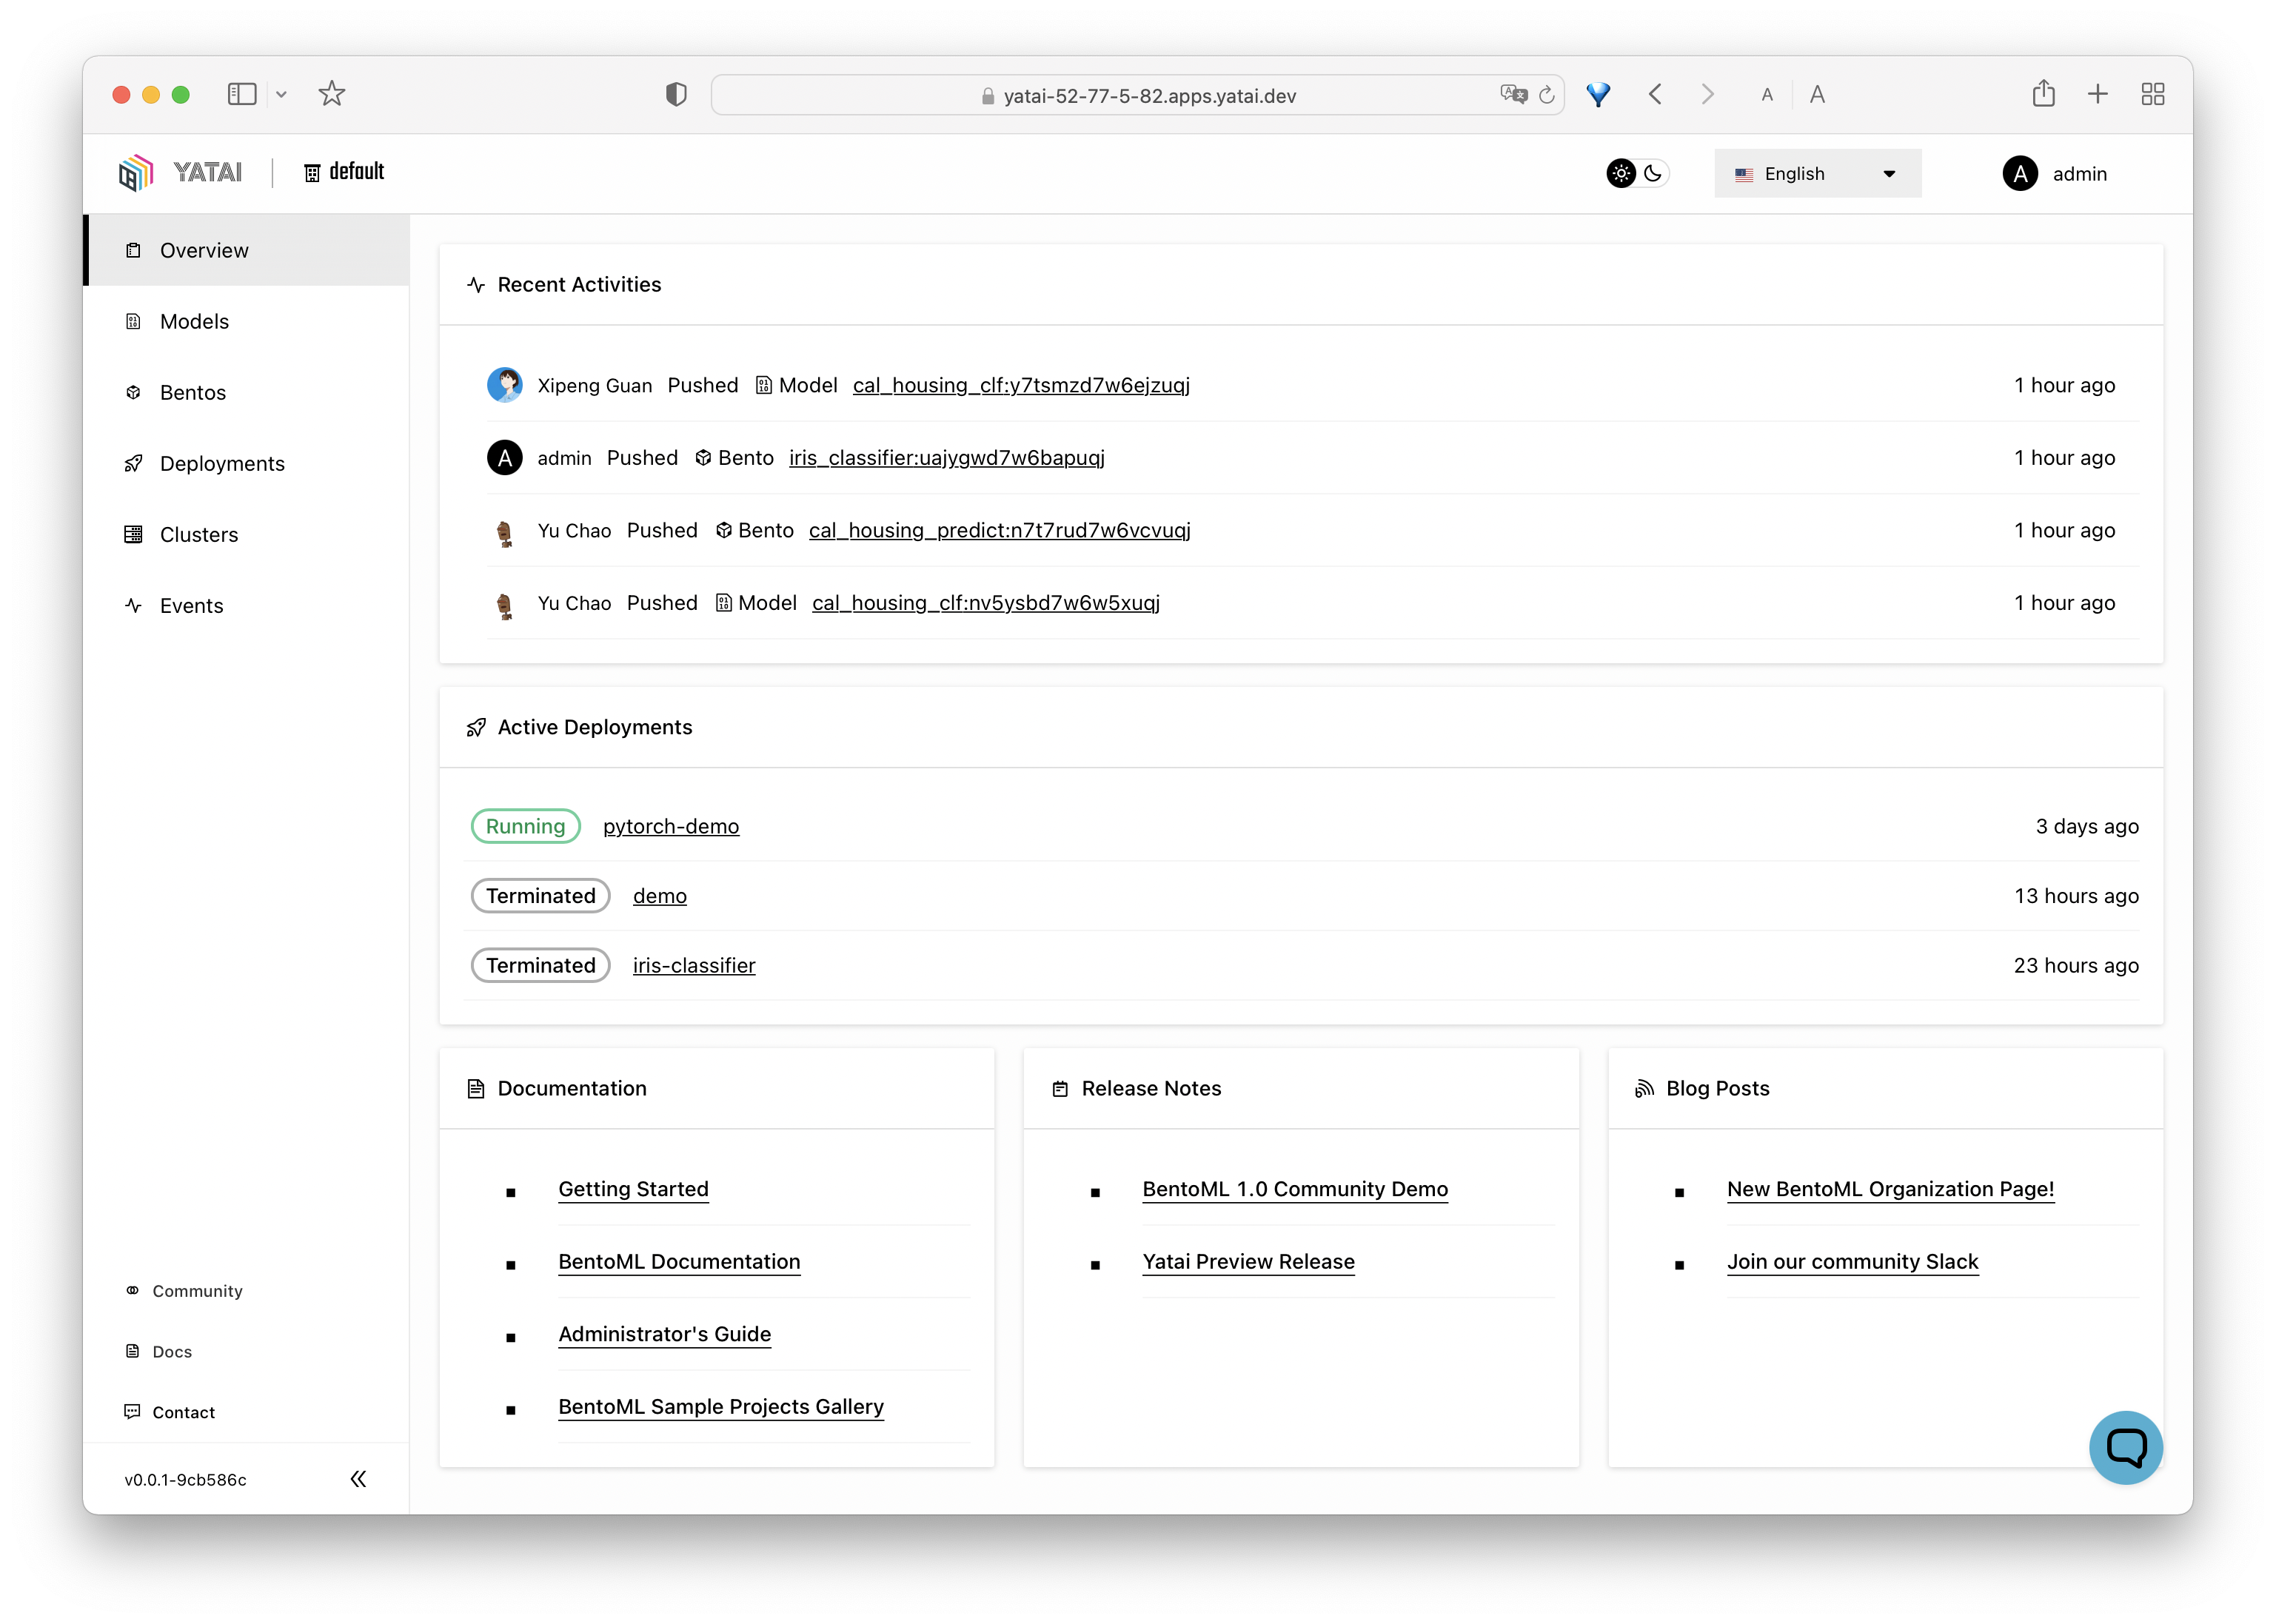 yatai-52-77-5-82.apps.yatai.dev
A A
YATAI default
English
A admin
Overview
Models
Bentos
Deployments
Clusters
Events
Community
Docs
Contact
v0.0.1-9cb586c
Recent Activities
Xipeng Guan Pushed Model cal_housing_clf:y7tsmzd7w6ejzuqj 1 hour ago
A admin Pushed Bento iris_classifier:uajygwd7w6bapuqj 1 hour ago
Yu Chao Pushed Bento cal_housing_predict:n7t7rud7w6vcvuqj 1 hour ago
Yu Chao Pushed Model cal_housing_clf:nv5ysbd7w6w5xuqj 1 hour ago
Active Deployments
Running pytorch-demo 3 days ago
Terminated demo 13 hours ago
Terminated iris-classifier 23 hours ago
Documentation
Getting Started
BentoML Documentation
Administrator's Guide
BentoML Sample Projects Gallery
Release Notes
BentoML 1.0 Community Demo
Yatai Preview Release
Blog Posts
New BentoML Organization Page!
Join our community Slack